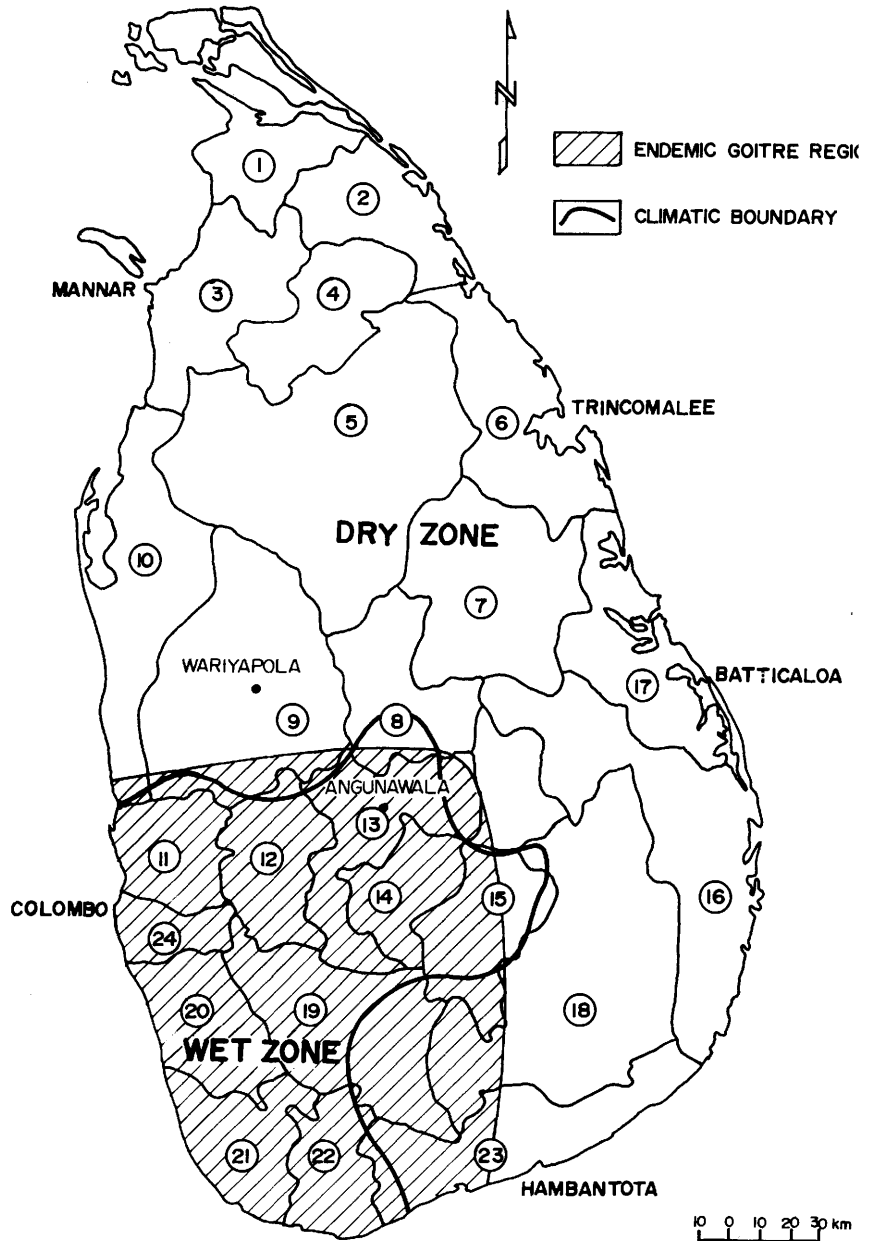 N
ENDEMIC GOITRE REGI
CLIMATIC BOUNDARY
1
2
MANNAR
3
4
5
6
TRINCOMALEE
DRY ZONE
10
7
WARIYAPOLA
17
BATTICALOA
9
8
ANGUNAWALA
13
11
12
14
15
16
COLOMBO
24
20
19
18
WET ZONE
21
22
23
HAMBANTOTA
10 0 10 20 30 km